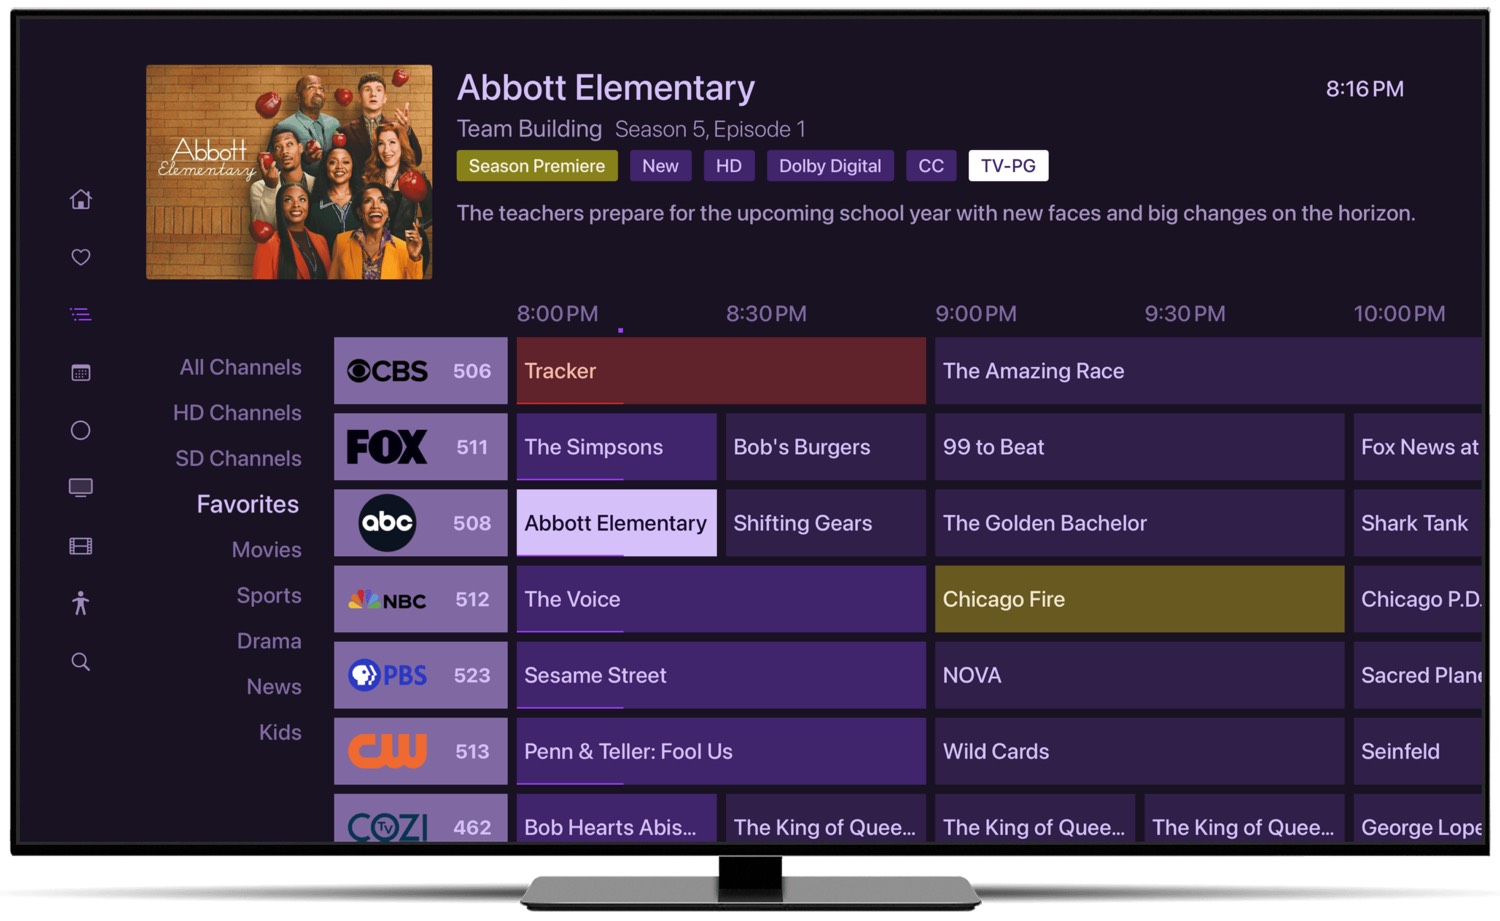 Abbott
Elementary
Abbott Elementary
8:16 PM
Team Building Season 5, Episode 1
Season Premiere New HD Dolby Digital CC TV-PG
The teachers prepare for the upcoming school year with new faces and big changes on the horizon.
8:00 PM 8:30 PM 9:00 PM 9:30 PM 10:00 PM
All Channels
HD Channels
SD Channels
Favorites
Movies
Sports
Drama
News
Kids
CBS 506 Tracker The Amazing Race
FOX 511 The Simpsons Bob's Burgers 99 to Beat Fox News at
abc 508 Abbott Elementary Shifting Gears The Golden Bachelor Shark Tank
NBC 512 The Voice Chicago Fire Chicago P.D.
PBS 523 Sesame Street NOVA Sacred Plane
CW 513 Penn & Teller: Fool Us Wild Cards Seinfeld
COZI TV 462 Bob Hearts Abis... The King of Quee... The King of Quee... The King of Quee... George Lope